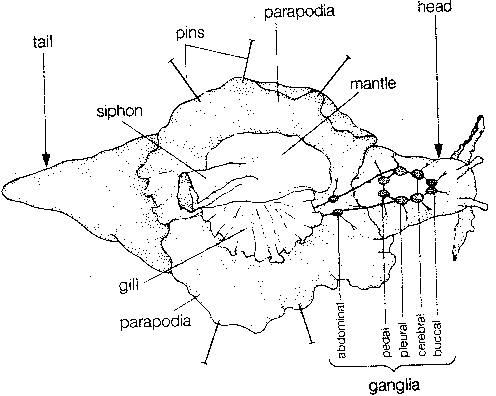 parapodia
head
pins
tail
mantle
siphon
gill
parapodia
abdominal
pedal
pleural
cerebral
buccal
ganglia